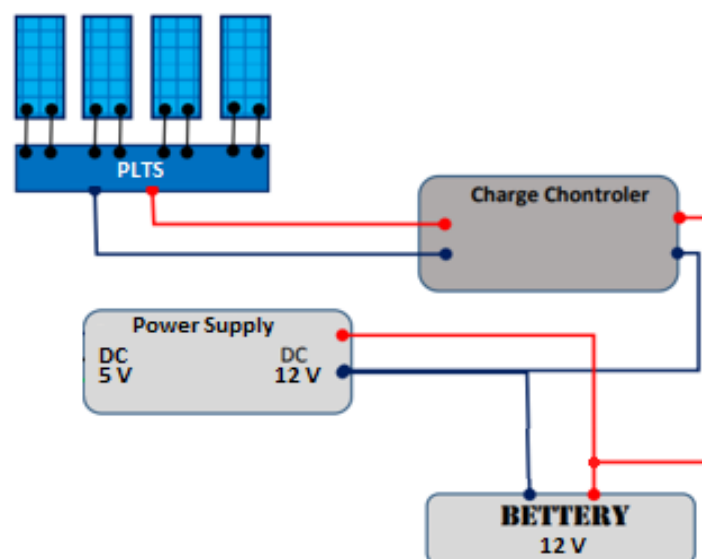 PLTS
Charge Chontroler
Power Supply
DC DC
5 V 12 V
BETTERY
12 V